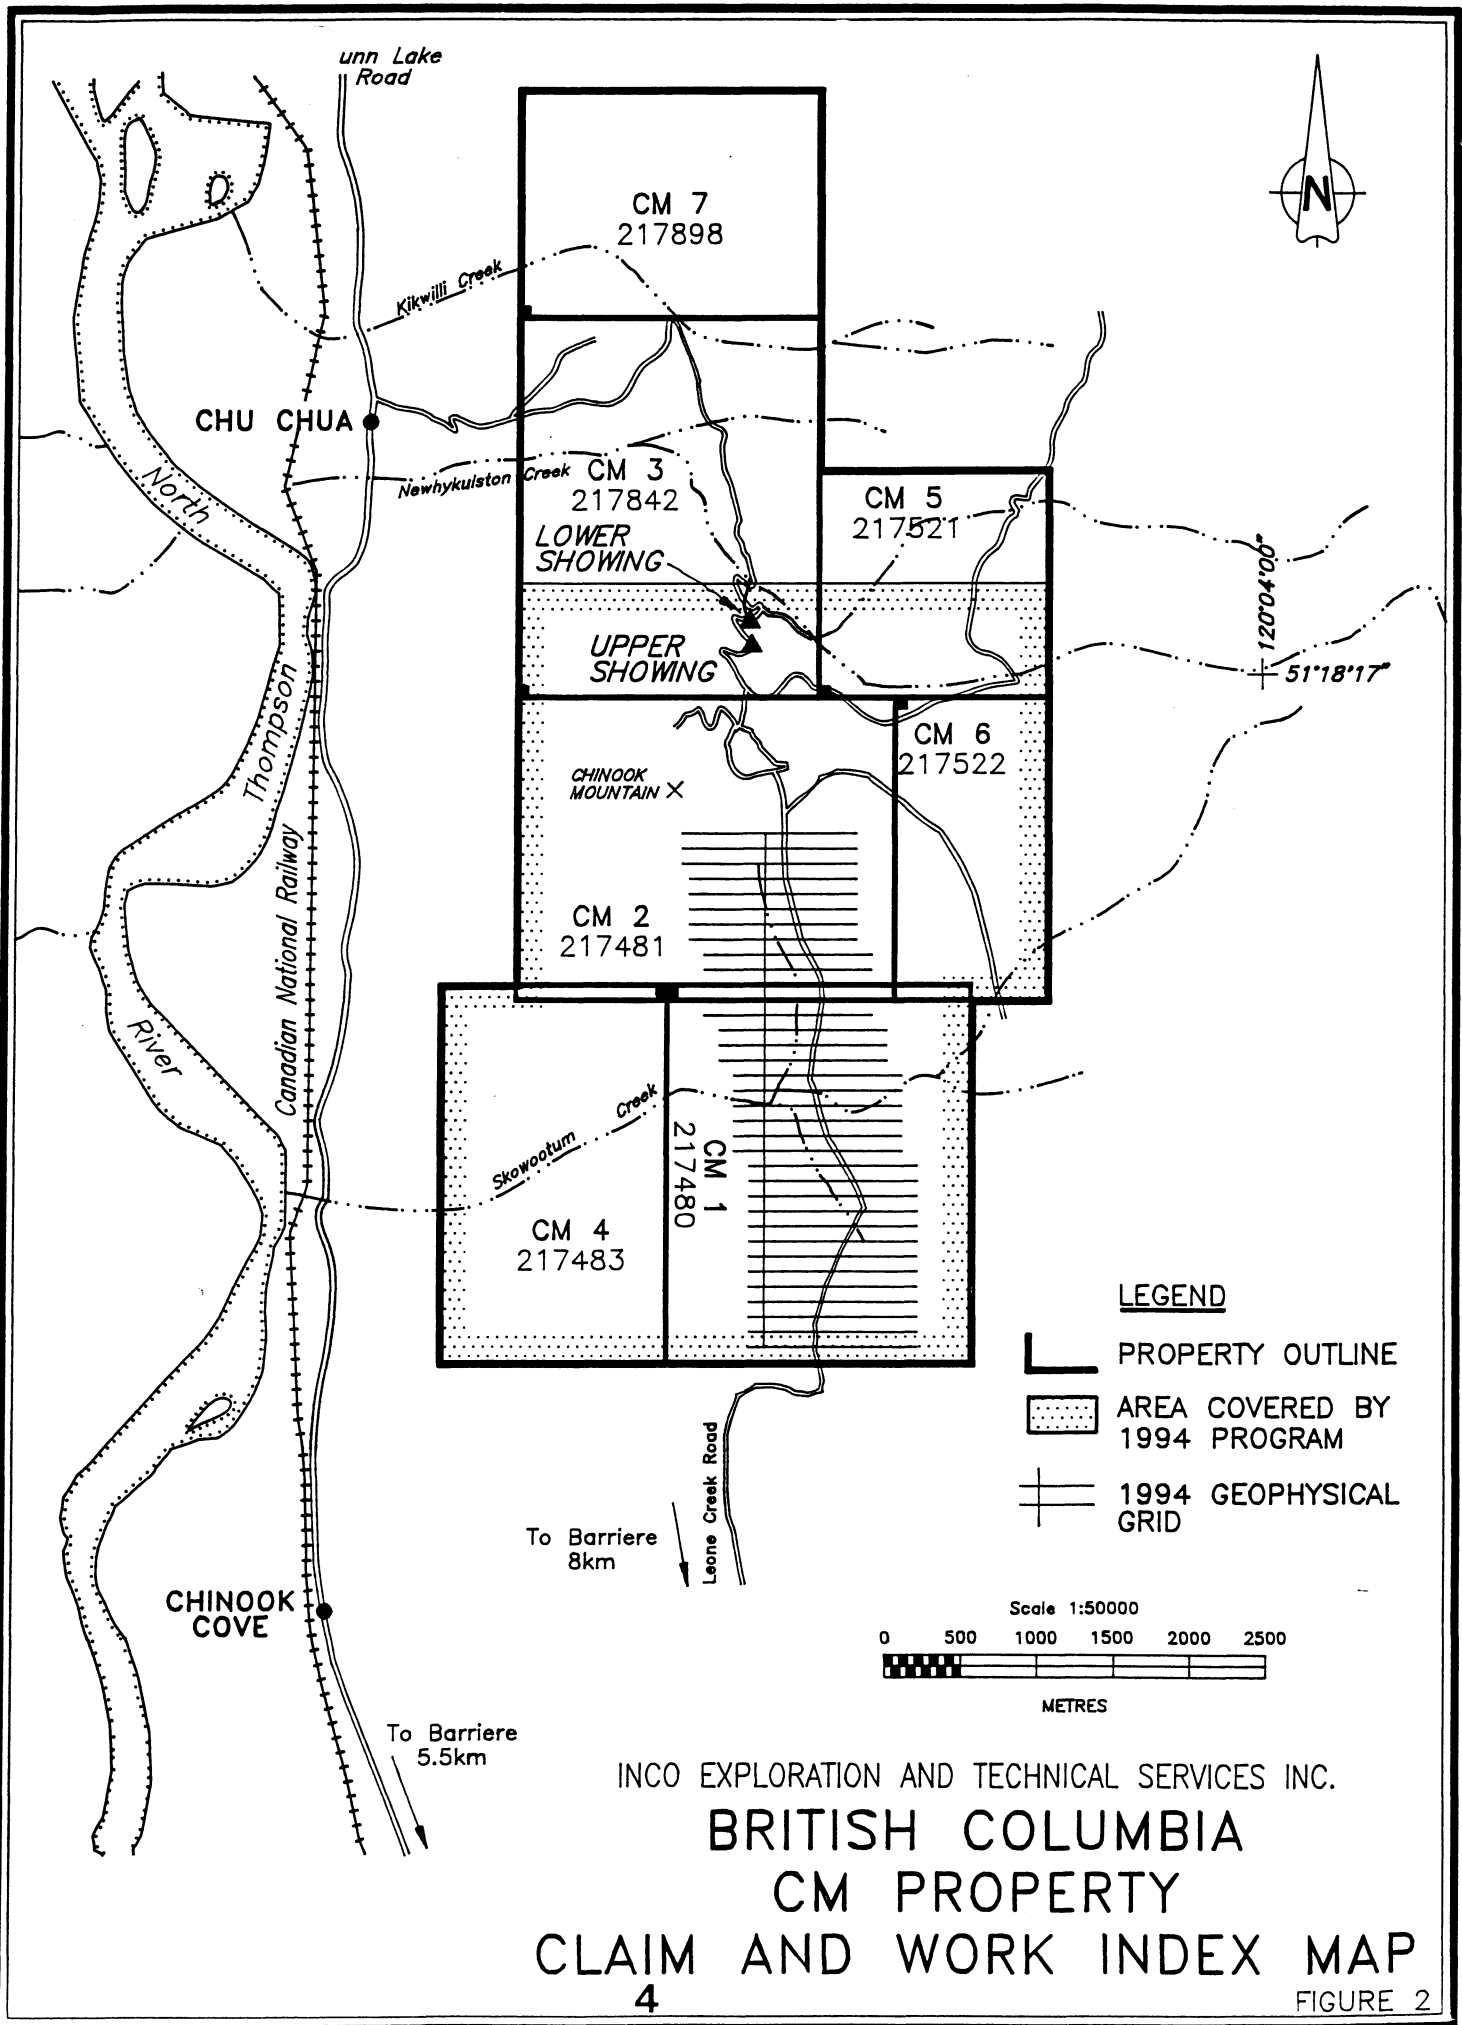 unn Lake
Road
N
CM 7
217898
Kikwilli Creek
CHU CHUA
Newhykulston Creek
CM 3
217842
CM 5
217521
North
LOWER
SHOWING
120°04'00"
UPPER
SHOWING
51°18'17"
Thompson
CM 6
217522
CHINOOK
MOUNTAIN
Canadian National Railway
CM 2
217481
River
Skowootum Creek
CM 1
217480
CM 4
217483
LEGEND
PROPERTY OUTLINE
AREA COVERED BY
1994 PROGRAM
1994 GEOPHYSICAL
GRID
Leone Creek Road
To Barriere
8km
CHINOOK
COVE
Scale 1:50000
0 500 1000 1500 2000 2500
METRES
To Barriere
5.5km
INCO EXPLORATION AND TECHNICAL SERVICES INC.
BRITISH COLUMBIA
CM PROPERTY
CLAIM AND WORK INDEX MAP
4
FIGURE 2